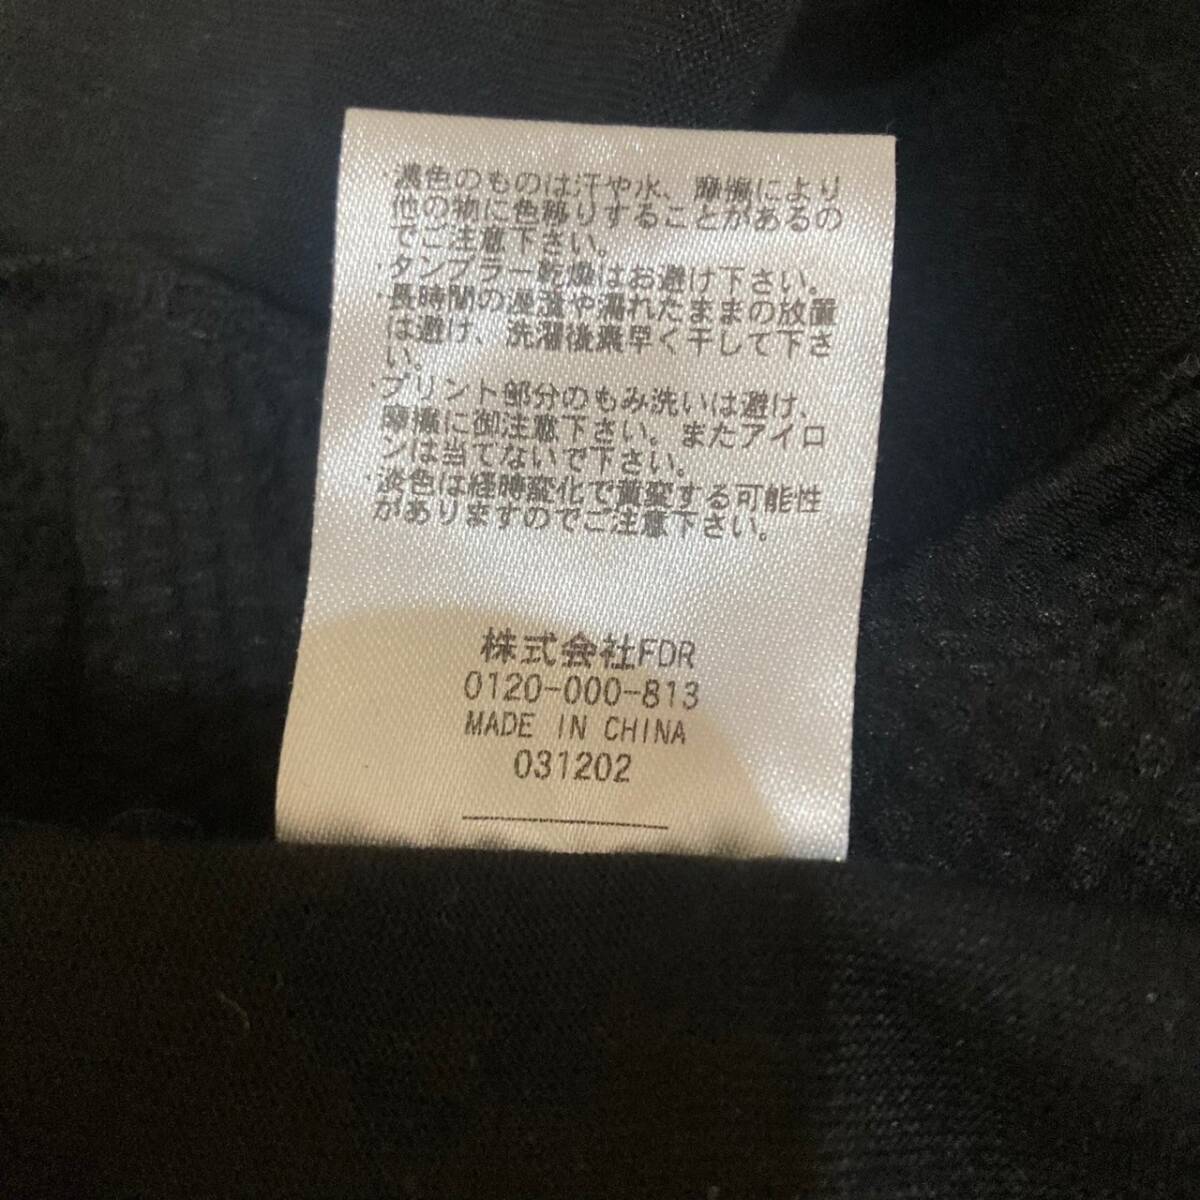 ・濃色のものは汗や水、摩擦により
他の物に色移りすることがあるの
でご注意下さい。
・タンブラー乾燥はお避け下さい。
・長時間の浸漬や濡れたままの放置
は避け、洗濯後素早く干して下さ
い。
・プリント部分のもみ洗いは避け、
摩擦に御注意下さい。またアイロ
ンは当てないで下さい。
・淡色は経時変化で黄変する可能性
がありますのでご注意下さい。
株式会社FDR
0120-000-813
MADE IN CHINA
031202